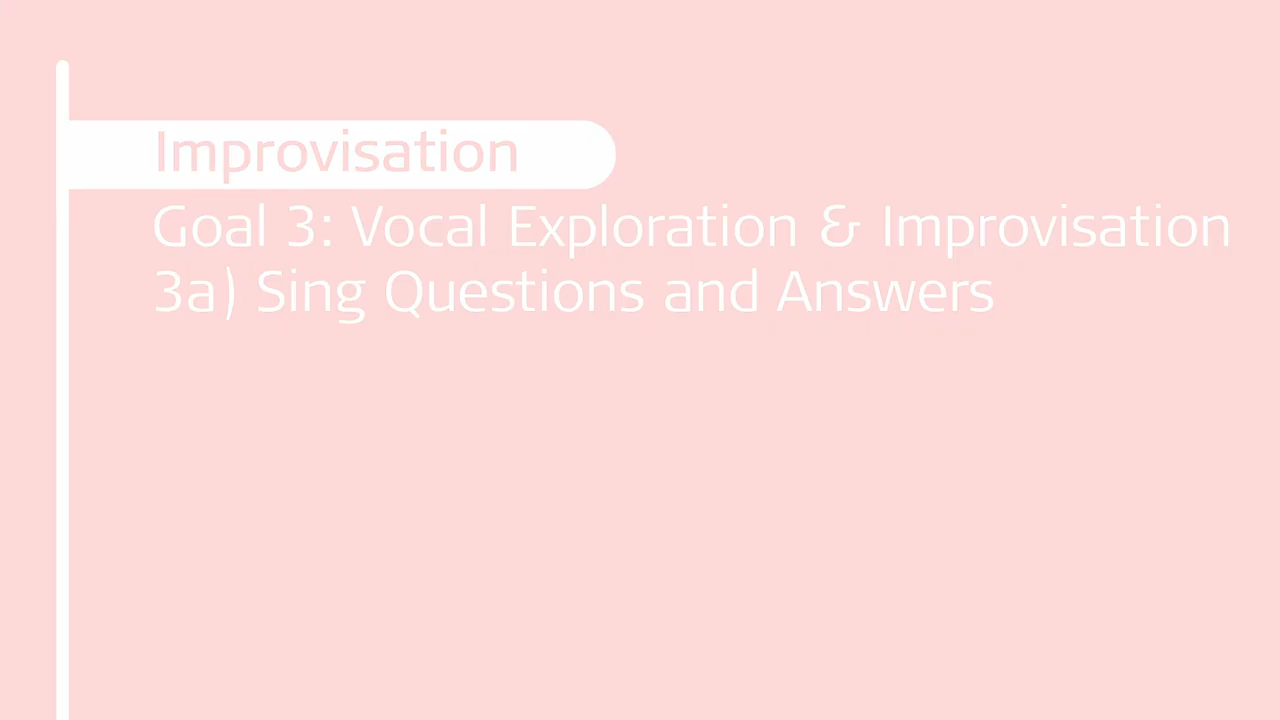 Improvisation
Goal 3: Vocal Exploration & Improvisation
3a) Sing Questions and Answers